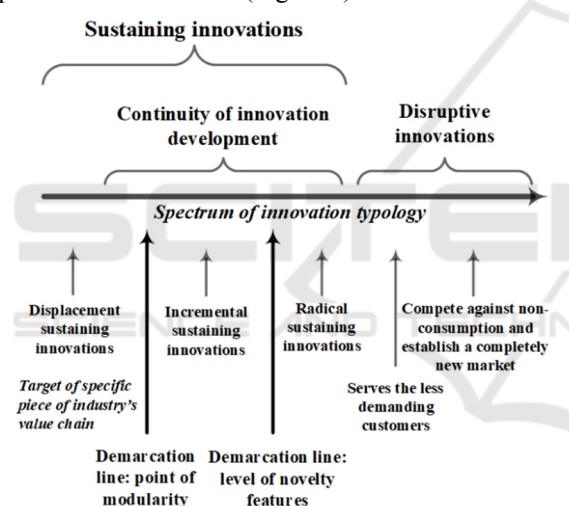 Sustaining innovations
Continuity of innovation
development
Disruptive
innovations
Spectrum of innovation typology
Displacement
sustaining
innovations
Target of specific
piece of industry's
value chain
Incremental
sustaining
innovations
Radical
sustaining
innovations
Compete against non-
consumption and
establish a completely
new market
Serves the less
demanding
customers
Demarcation
line: point of
modularity
Demarcation line:
level of novelty
features